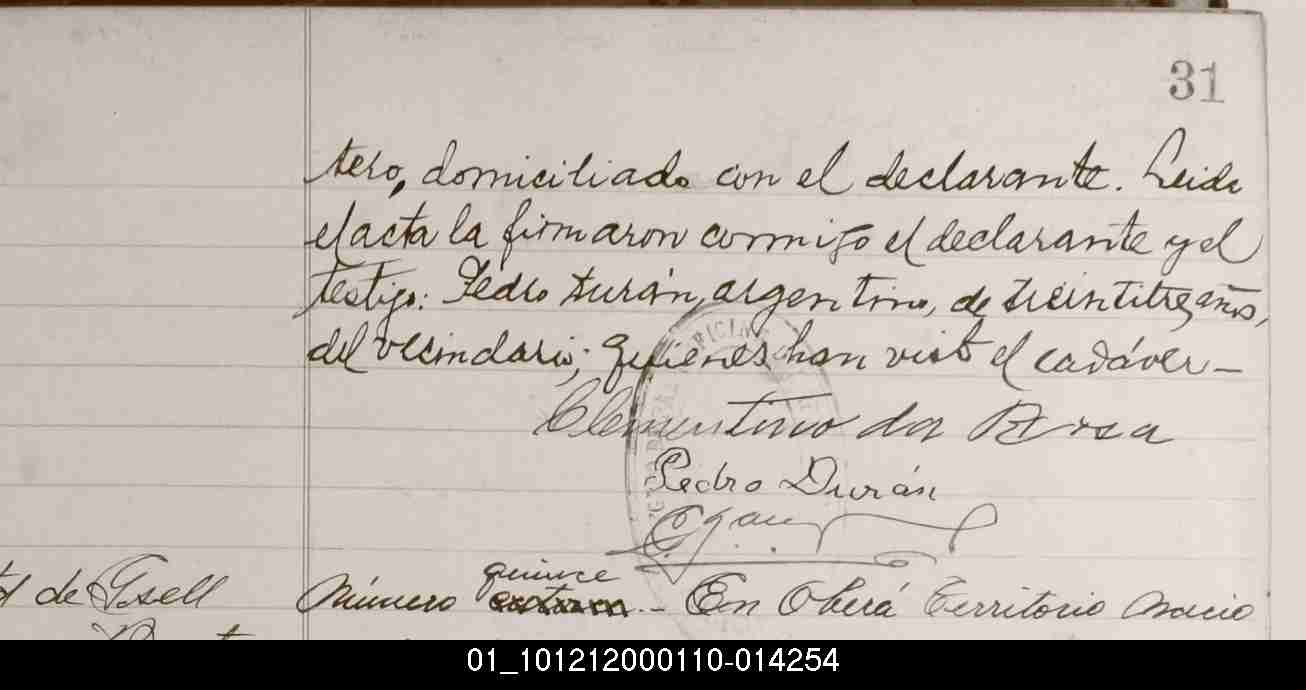 31
tero, domiciliado con el declarante. Leida
el acta la firmaron conmigo el declarante y el
testigo: Pedro Durán, argentino, de treintitres años,
del vecindario; quienes han visto el cadáver—
Clementino da Rosa
Pedro Durán
de Gsell
quince
Número .— En Oberá Territorio Nacio
01_101212000110-014254